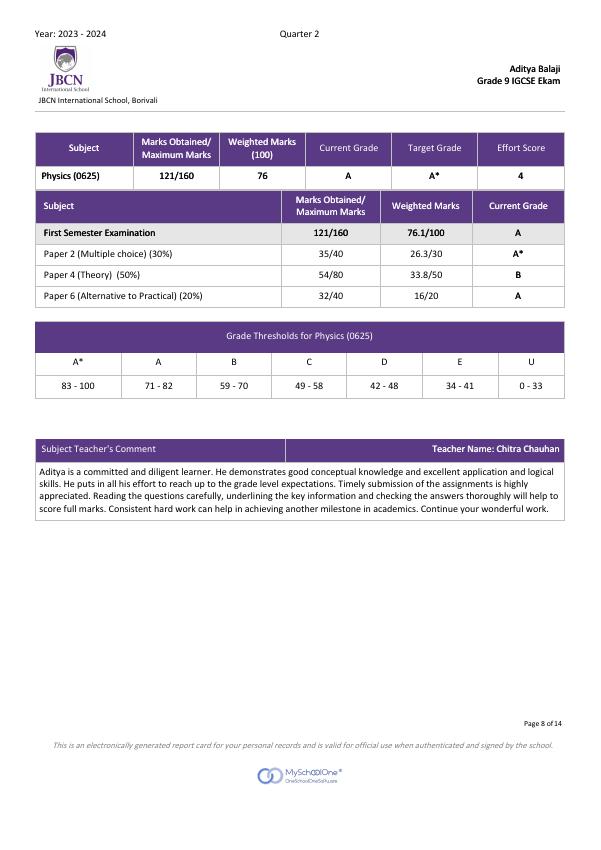 Year: 2023 - 2024 Quarter 2
JBCN
International School
JBCN International School, Borivali
Aditya Balaji
Grade 9 IGCSE Ekam
Subject Marks Obtained/ Maximum Marks Weighted Marks (100) Current Grade Target Grade Effort Score
Physics (0625) 121/160 76 A A* 4
Subject Marks Obtained/ Maximum Marks Weighted Marks Current Grade
First Semester Examination 121/160 76.1/100 A
Paper 2 (Multiple choice) (30%) 35/40 26.3/30 A*
Paper 4 (Theory) (50%) 54/80 33.8/50 B
Paper 6 (Alternative to Practical) (20%) 32/40 16/20 A
Grade Thresholds for Physics (0625)
A* A B C D E U
83 - 100 71 - 82 59 - 70 49 - 58 42 - 48 34 - 41 0 - 33
Subject Teacher's Comment Teacher Name: Chitra Chauhan
Aditya is a committed and diligent learner. He demonstrates good conceptual knowledge and excellent application and logical
skills. He puts in all his effort to reach up to the grade level expectations. Timely submission of the assignments is highly
appreciated. Reading the questions carefully, underlining the key information and checking the answers thoroughly will help to
score full marks. Consistent hard work can help in achieving another milestone in academics. Continue your wonderful work.
Page 8 of 14
This is an electronically generated report card for your personal records and is valid for official use when authenticated and signed by the school.
MySchoolOne®
OneSchoolOneSoftware